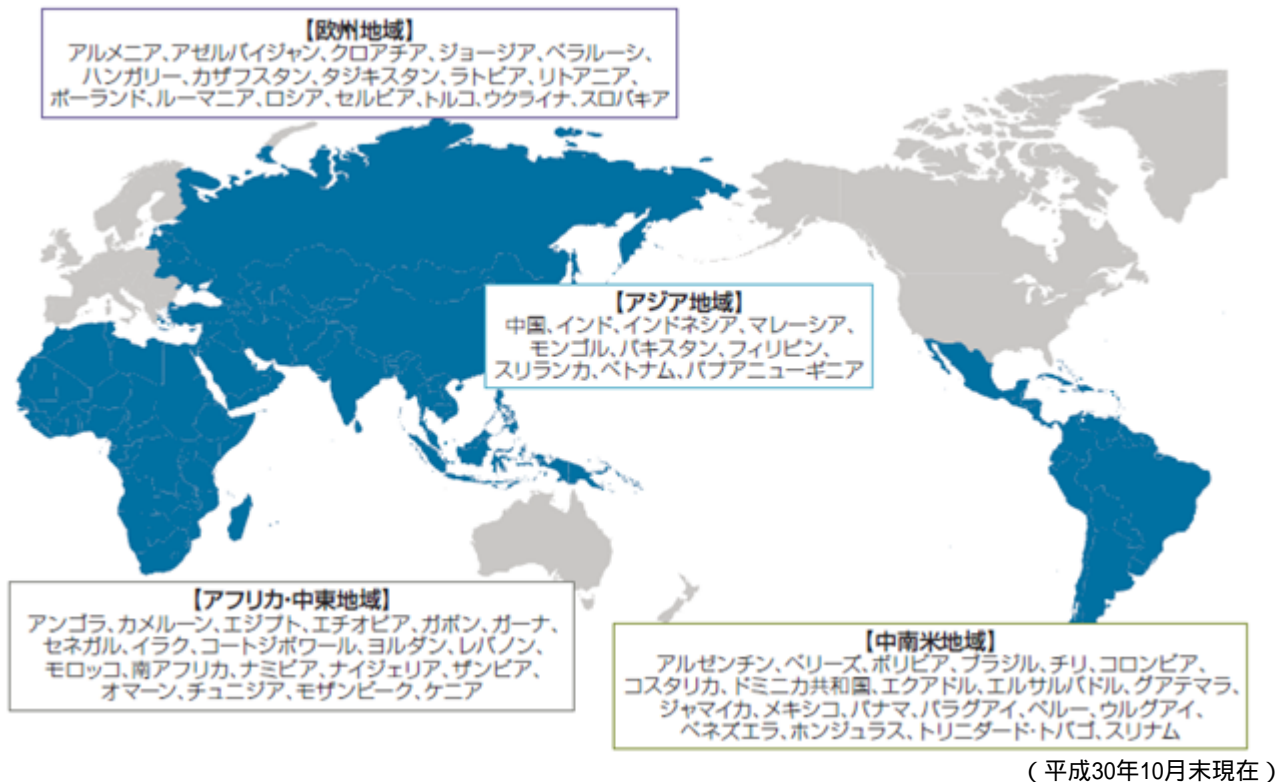 【欧州地域】
アルメニア、アゼルバイジャン、クロアチア、ジョージア、ベラルーシ、
ハンガリー、カザフスタン、タジキスタン、ラトビア、リトアニア、
ポーランド、ルーマニア、ロシア、セルビア、トルコ、ウクライナ、スロバキア
【アジア地域】
中国、インド、インドネシア、マレーシア、
モンゴル、パキスタン、フィリピン、
スリランカ、ベトナム、パプアニューギニア
【アフリカ・中東地域】
アンゴラ、カメルーン、エジプト、エチオピア、ガボン、ガーナ、
セネガル、イラク、コートジボワール、ヨルダン、レバノン、
モロッコ、南アフリカ、ナミビア、ナイジェリア、ザンビア、
オマーン、チュニジア、モザンビーク、ケニア
【中南米地域】
アルゼンチン、ベリーズ、ボリビア、ブラジル、チリ、コロンビア、
コスタリカ、ドミニカ共和国、エクアドル、エルサルバドル、グアテマラ、
ジャマイカ、メキシコ、パナマ、パラグアイ、ペルー、ウルグアイ、
ベネズエラ、ホンジュラス、トリニダード・トバゴ、スリナム
（平成30年10月末現在）